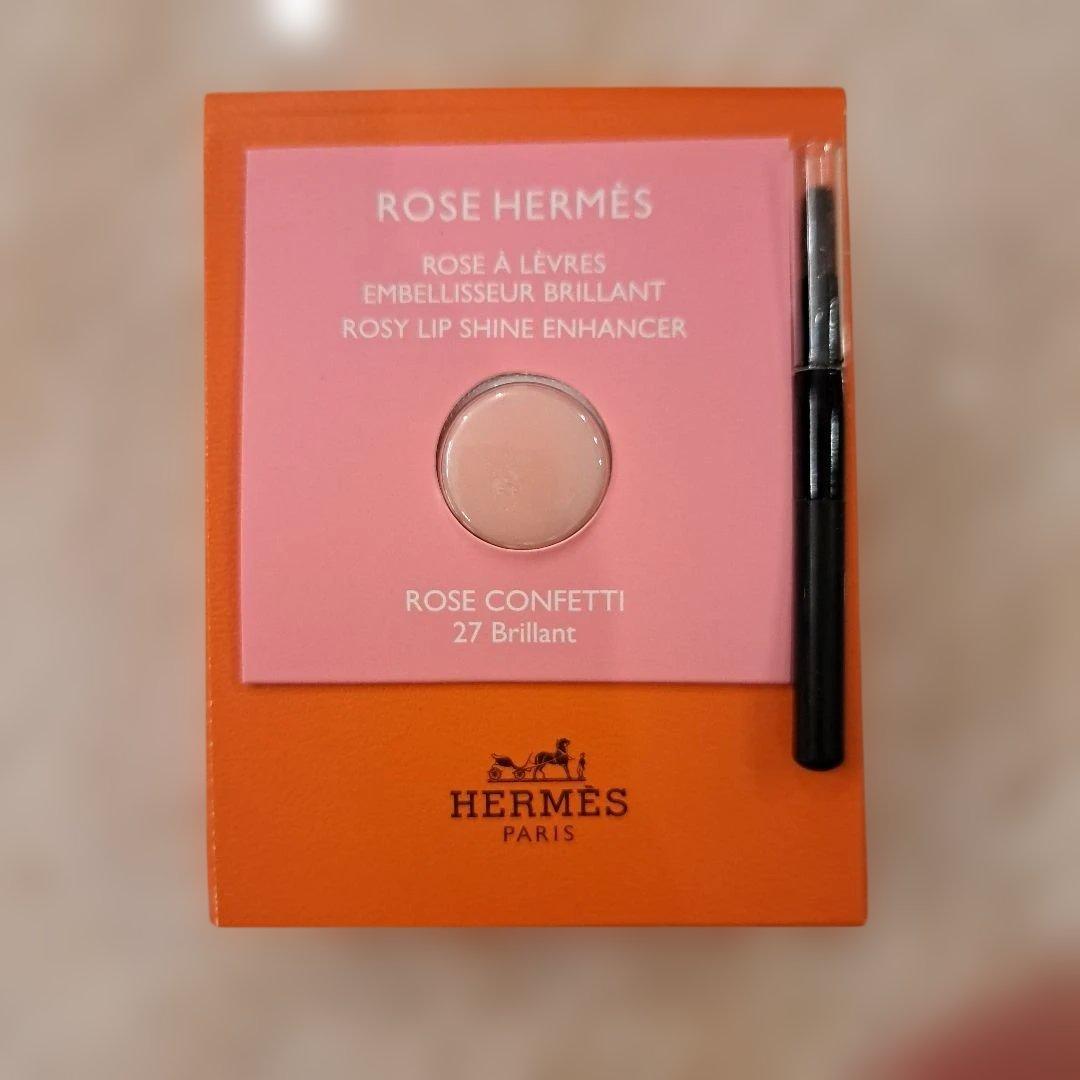 ROSE HERMÈS
ROSE À LÈVRES
EMBELLISSEUR BRILLANT
ROSY LIP SHINE ENHANCER
ROSE CONFETTI
27 Brillant
HERMÈS
PARIS